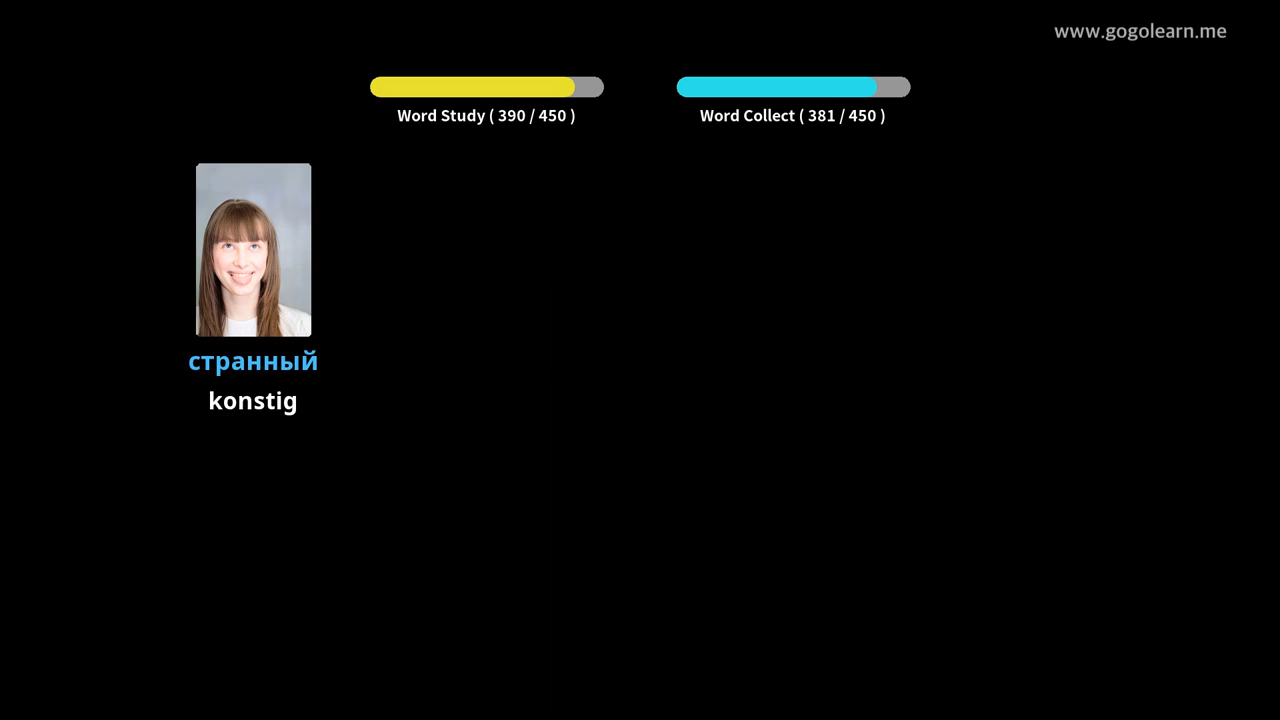 www.gogolearn.me
Word Study ( 390 / 450 )
Word Collect ( 381 / 450 )
странный
konstig